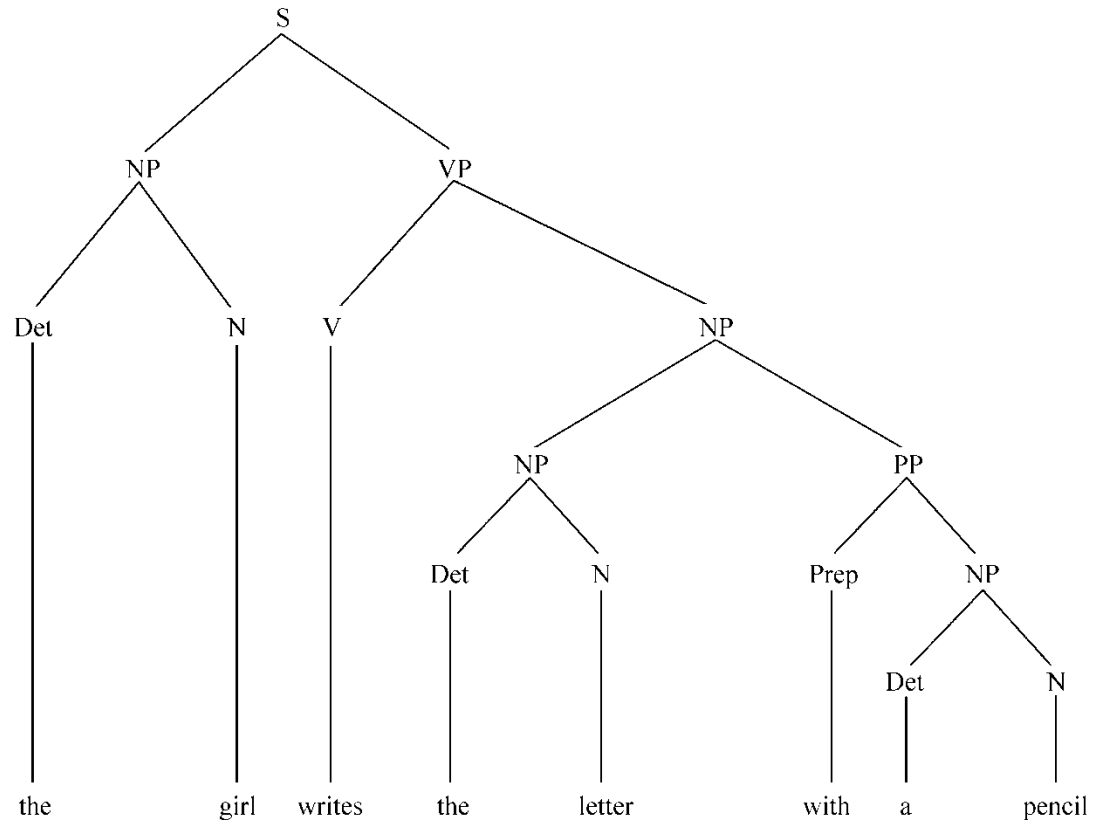 S
NP VP
Det N V NP
NP PP
Det N Prep NP
Det N
the girl writes the letter with a pencil